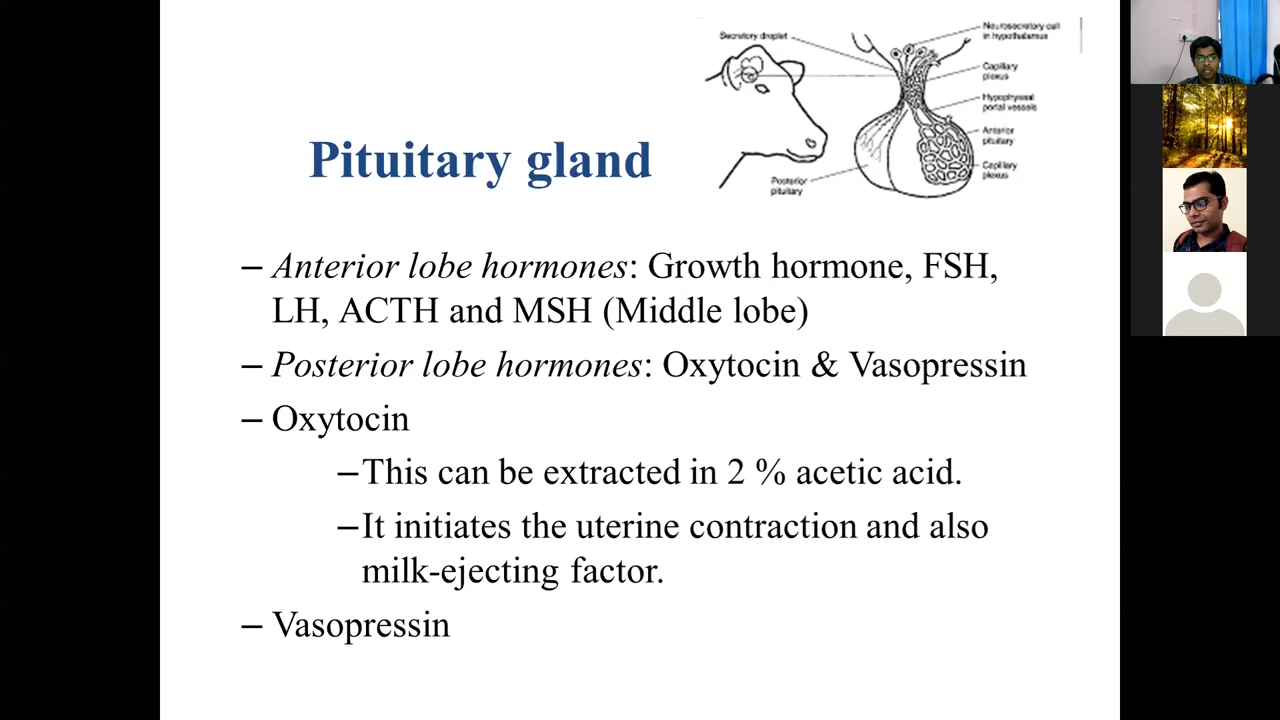 Secretory droplet
Neurosecretory cell
in hypothalamus
Capillary
plexus
Hypophyseal
portal vessels
Anterior
pituitary
Capillary
plexus
Posterior
pituitary
Pituitary gland
– Anterior lobe hormones: Growth hormone, FSH,
LH, ACTH and MSH (Middle lobe)
– Posterior lobe hormones: Oxytocin & Vasopressin
– Oxytocin
–This can be extracted in 2 % acetic acid.
–It initiates the uterine contraction and also
milk-ejecting factor.
– Vasopressin